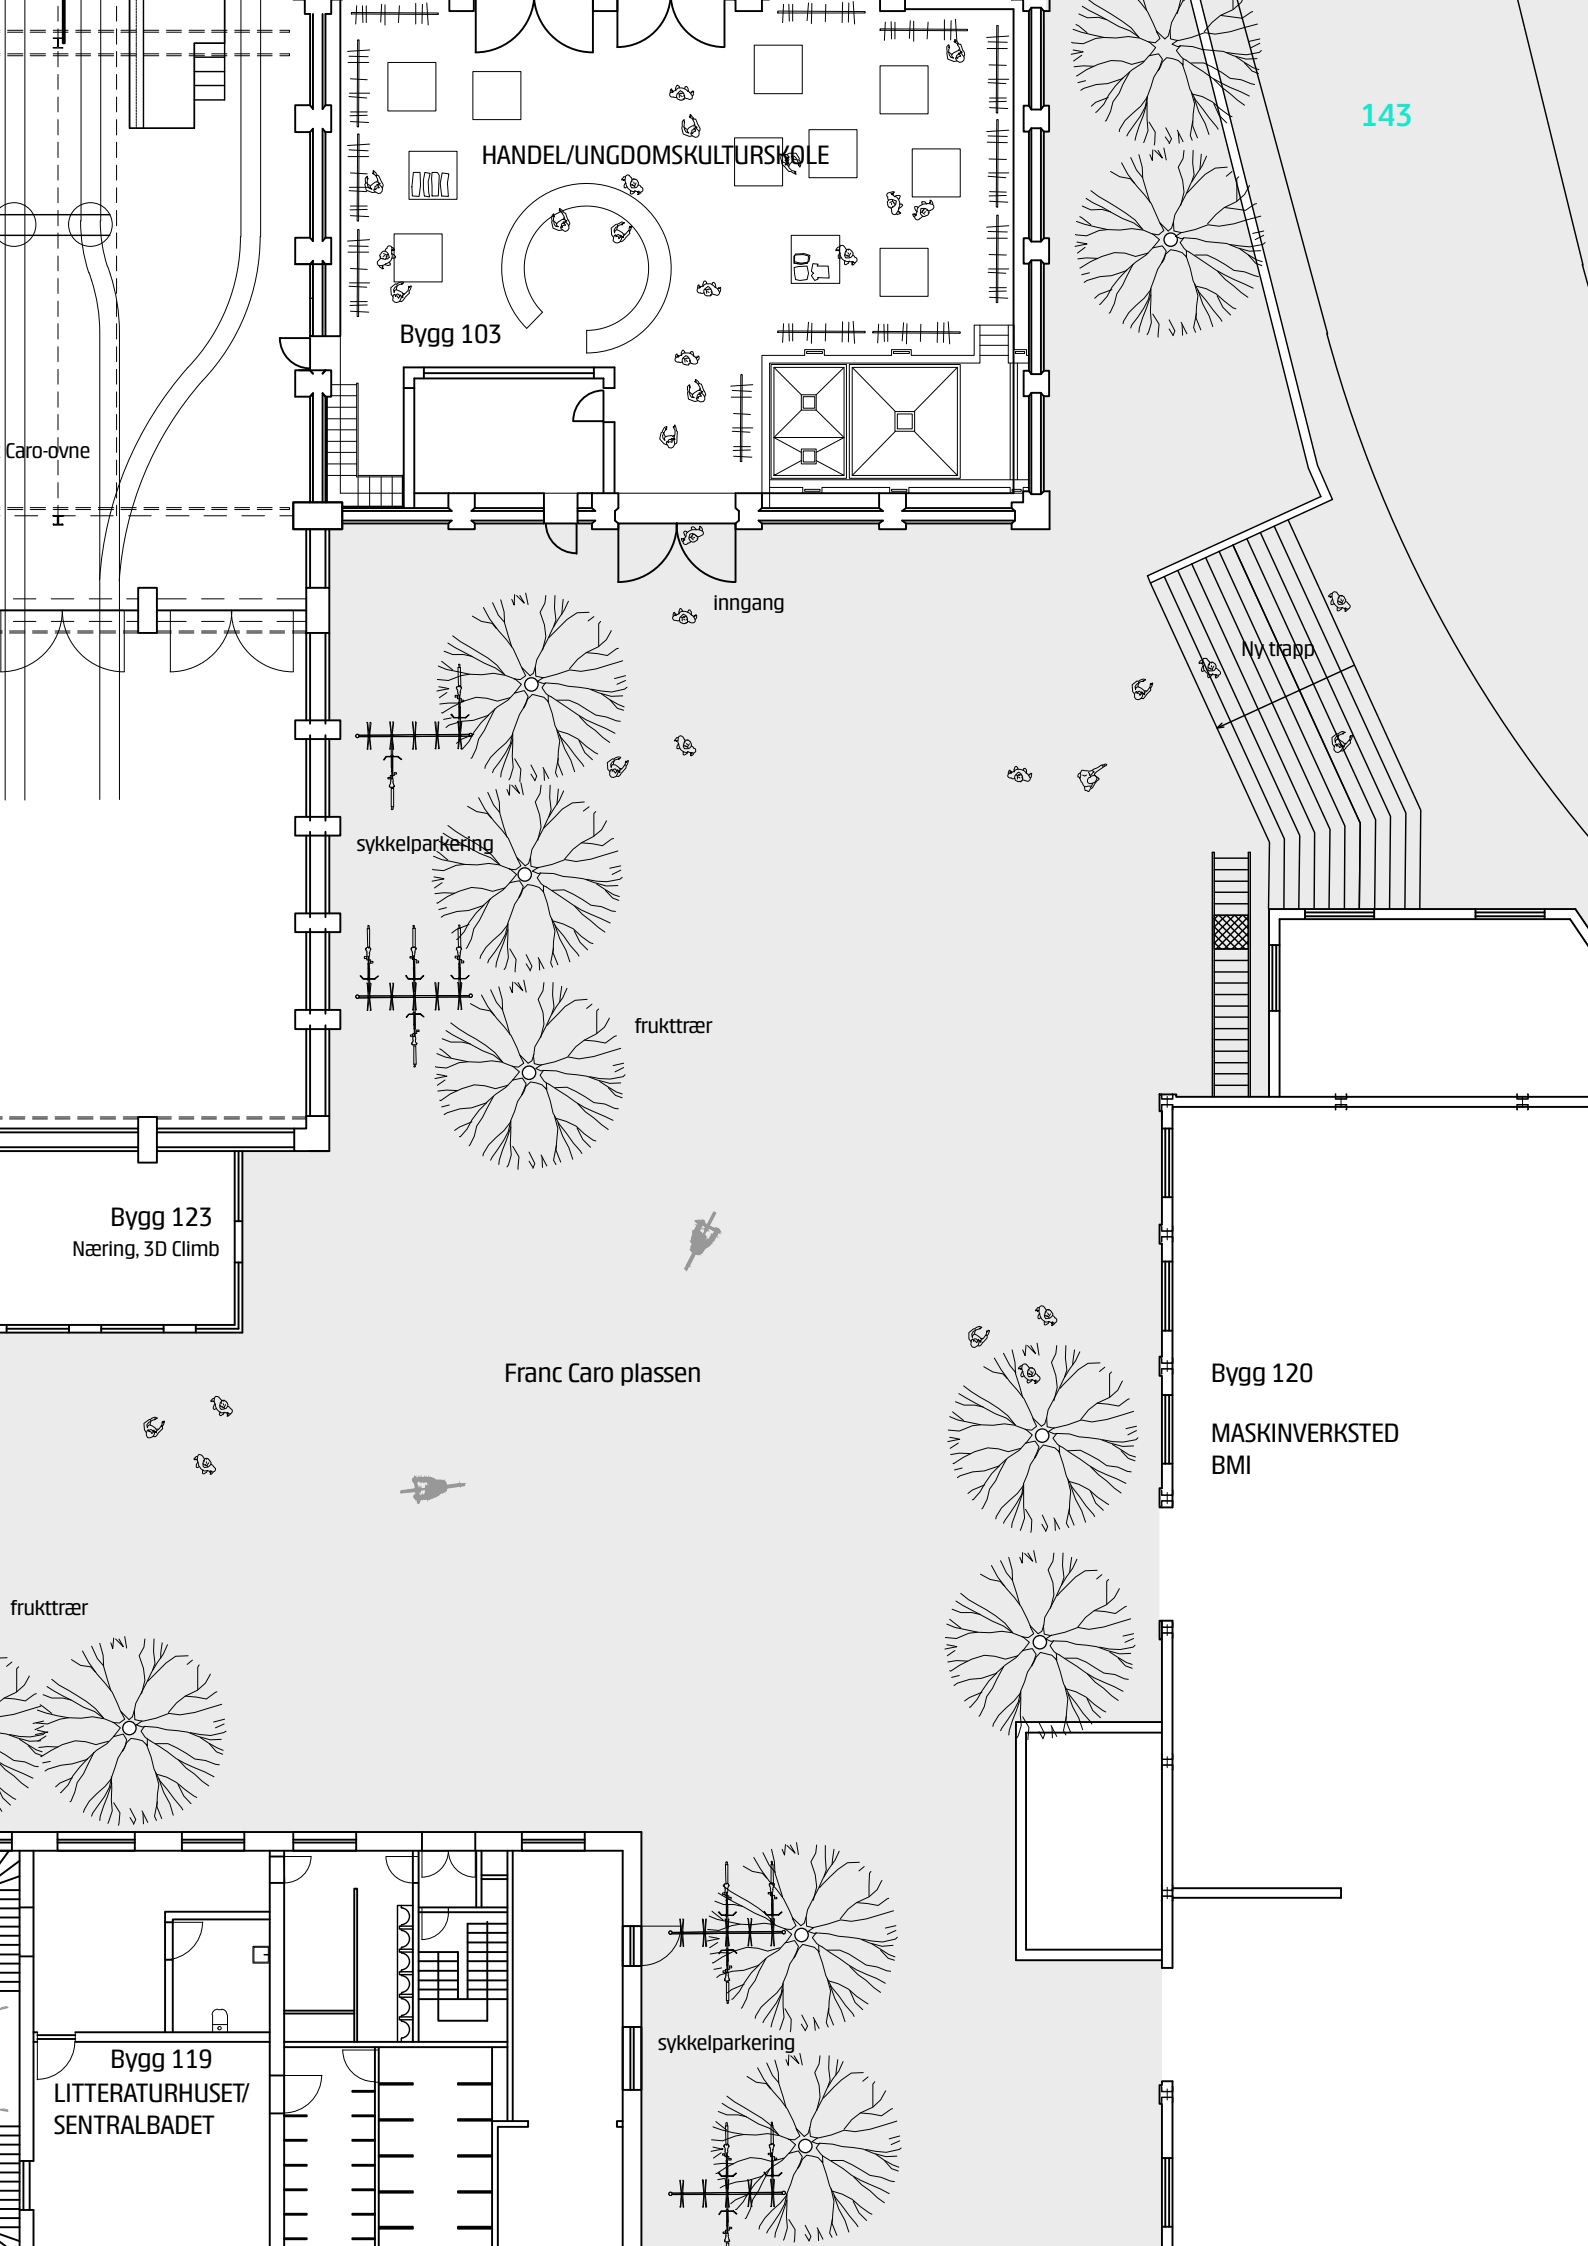 143
HANDEL/UNGDOMSKULTURSKOLE
Bygg 103
Caro-ovne
inngang
Ny trapp
sykkelparkering
frukttrær
Bygg 123
Næring, 3D Climb
Franc Caro plassen
Bygg 120
MASKINVERKSTED
BMI
frukttrær
sykkelparkering
Bygg 119
LITTERATURHUSET/
SENTRALBADET